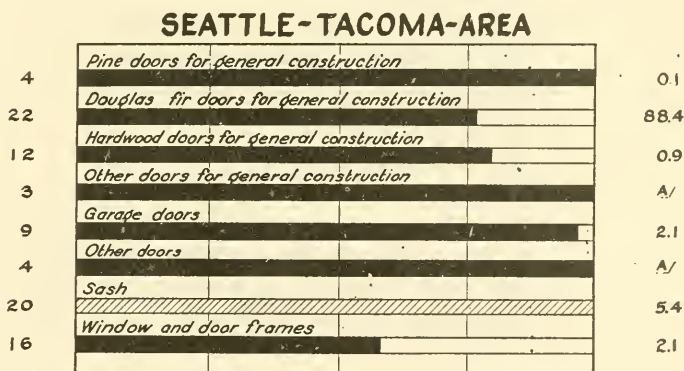 SEATTLE-TACOMA-AREA
Pine doors for general construction
4 0.1
Douglas fir doors for general construction
22 88.4
Hardwood doors for general construction
12 0.9
Other doors for general construction
3 A/
Garage doors
9 2.1
Other doors
4 A/
Sash
20 5.4
Window and door frames
16 2.1